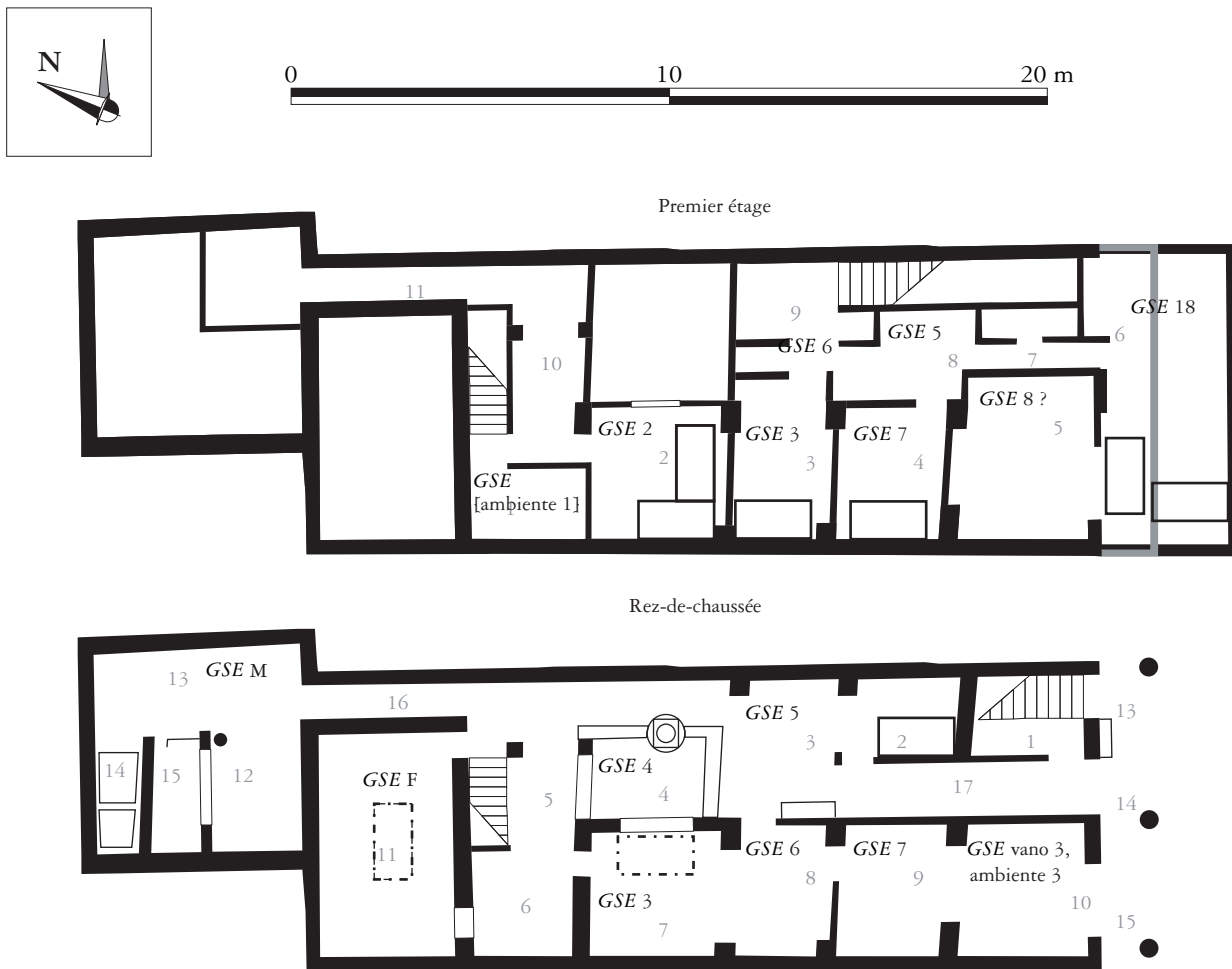 N
0 10 20 m
Premier étage
11
10
9
GSE 6
GSE 5
8
7
6
GSE 18
GSE 8 ?
5
GSE 2
2
GSE 3
3
GSE 7
4
GSE
[ambiente 1]
1
Rez-de-chaussée
13
GSE M
16
GSE 5
3
2
1
13
14
15
12
GSE F
11
5
GSE 4
4
17
14
6
GSE 3
7
GSE 6
8
GSE 7
9
GSE vano 3,
ambiente 3
10
15